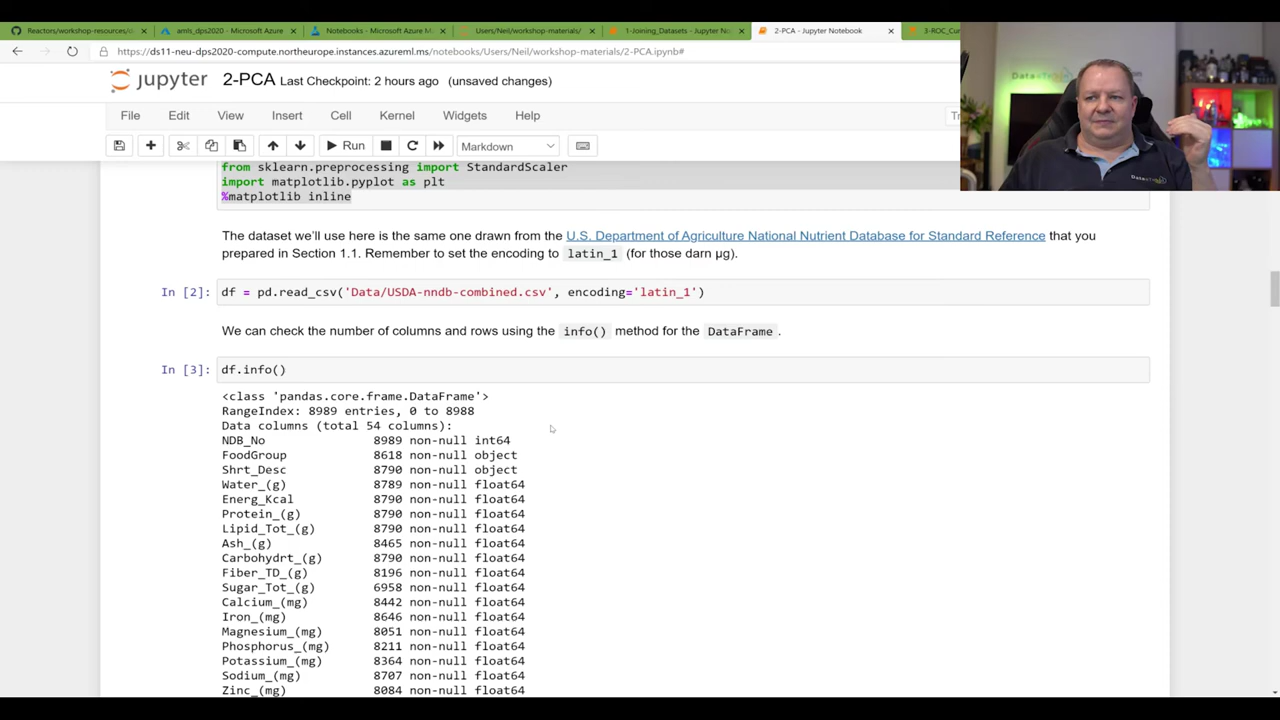 Reactors/workshop-resources/d
amls_dps2020 - Microsoft Azure
Notebooks - Microsoft Azure M
Users/Neil/workshop-materials/
1-Joining_Datasets - Jupyter Not
2-PCA - Jupyter Notebook
3-ROC_Cur
https://ds11-neu-dps2020-compute.northeurope.instances.azureml.ms/notebooks/Users/Neil/workshop-materials/2-PCA.ipynb#
jupyter 2-PCA Last Checkpoint: 2 hours ago (unsaved changes)
File Edit View Insert Cell Kernel Widgets Help
Run Markdown
from sklearn.preprocessing import StandardScaler
import matplotlib.pyplot as plt
%matplotlib inline
The dataset we'll use here is the same one drawn from the U.S. Department of Agriculture National Nutrient Database for Standard Reference that you
prepared in Section 1.1. Remember to set the encoding to latin_1 (for those darn µg).
In [2]: df = pd.read_csv('Data/USDA-nndb-combined.csv', encoding='latin_1')
We can check the number of columns and rows using the info() method for the DataFrame .
In [3]: df.info()
<class 'pandas.core.frame.DataFrame'>
RangeIndex: 8989 entries, 0 to 8988
Data columns (total 54 columns):
NDB_No 8989 non-null int64
FoodGroup 8618 non-null object
Shrt_Desc 8790 non-null object
Water_(g) 8789 non-null float64
Energ_Kcal 8790 non-null float64
Protein_(g) 8790 non-null float64
Lipid_Tot_(g) 8790 non-null float64
Ash_(g) 8465 non-null float64
Carbohydrt_(g) 8790 non-null float64
Fiber_TD_(g) 8196 non-null float64
Sugar_Tot_(g) 6958 non-null float64
Calcium_(mg) 8442 non-null float64
Iron_(mg) 8646 non-null float64
Magnesium_(mg) 8051 non-null float64
Phosphorus_(mg) 8211 non-null float64
Potassium_(mg) 8364 non-null float64
Sodium_(mg) 8707 non-null float64
Zinc_(mg) 8084 non-null float64